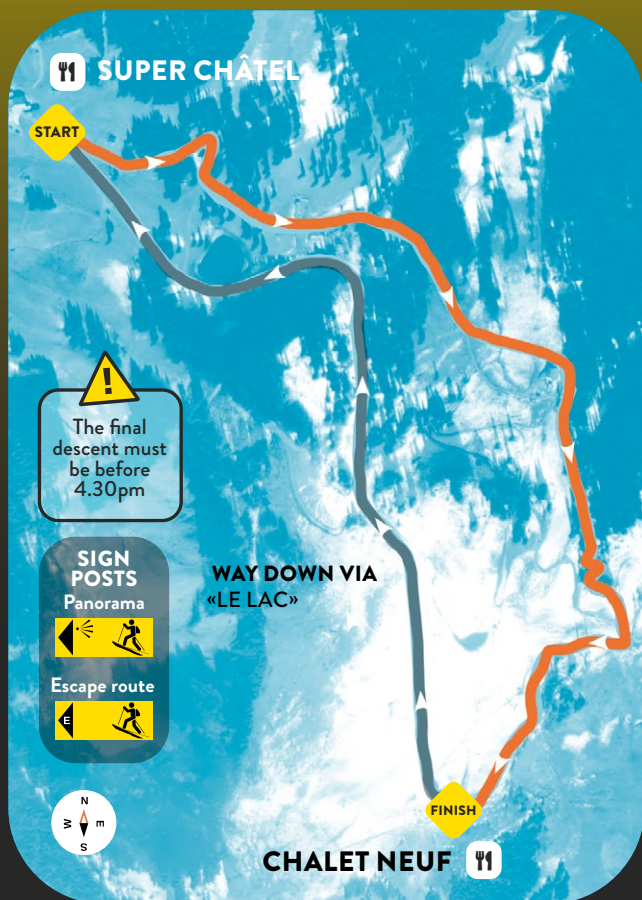 SUPER CHÂTEL
START
The final
descent must
be before
4.30pm
SIGN
POSTS
Panorama
Escape route
E
WAY DOWN VIA
«LE LAC»
N
W
E
S
FINISH
CHALET NEUF